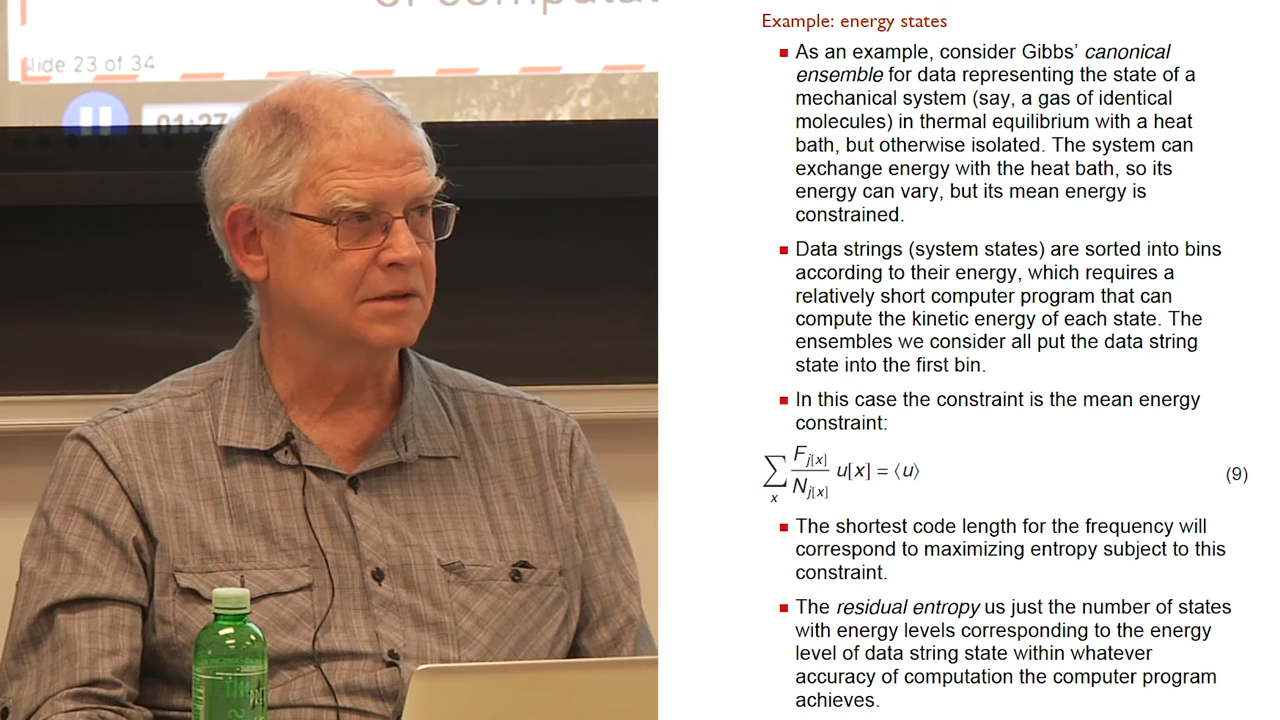 Slide 23 of 34
01:27
Example: energy states
■ As an example, consider Gibbs' canonical
ensemble for data representing the state of a
mechanical system (say, a gas of identical
molecules) in thermal equilibrium with a heat
bath, but otherwise isolated. The system can
exchange energy with the heat bath, so its
energy can vary, but its mean energy is
constrained.
■ Data strings (system states) are sorted into bins
according to their energy, which requires a
relatively short computer program that can
compute the kinetic energy of each state. The
ensembles we consider all put the data string
state into the first bin.
■ In this case the constraint is the mean energy
constraint:
∑_x F_{j[x]}/N_{j[x]} u[x] = ⟨u⟩ (9)
■ The shortest code length for the frequency will
correspond to maximizing entropy subject to this
constraint.
■ The residual entropy us just the number of states
with energy levels corresponding to the energy
level of data string state within whatever
accuracy of computation the computer program
achieves.